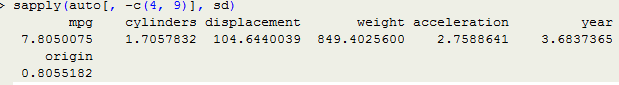 > sapply(auto[, -c(4, 9)], sd)
mpg cylinders displacement weight acceleration year
7.8050075 1.7057832 104.6440039 849.4025600 2.7588641 3.6837365
origin
0.8055182